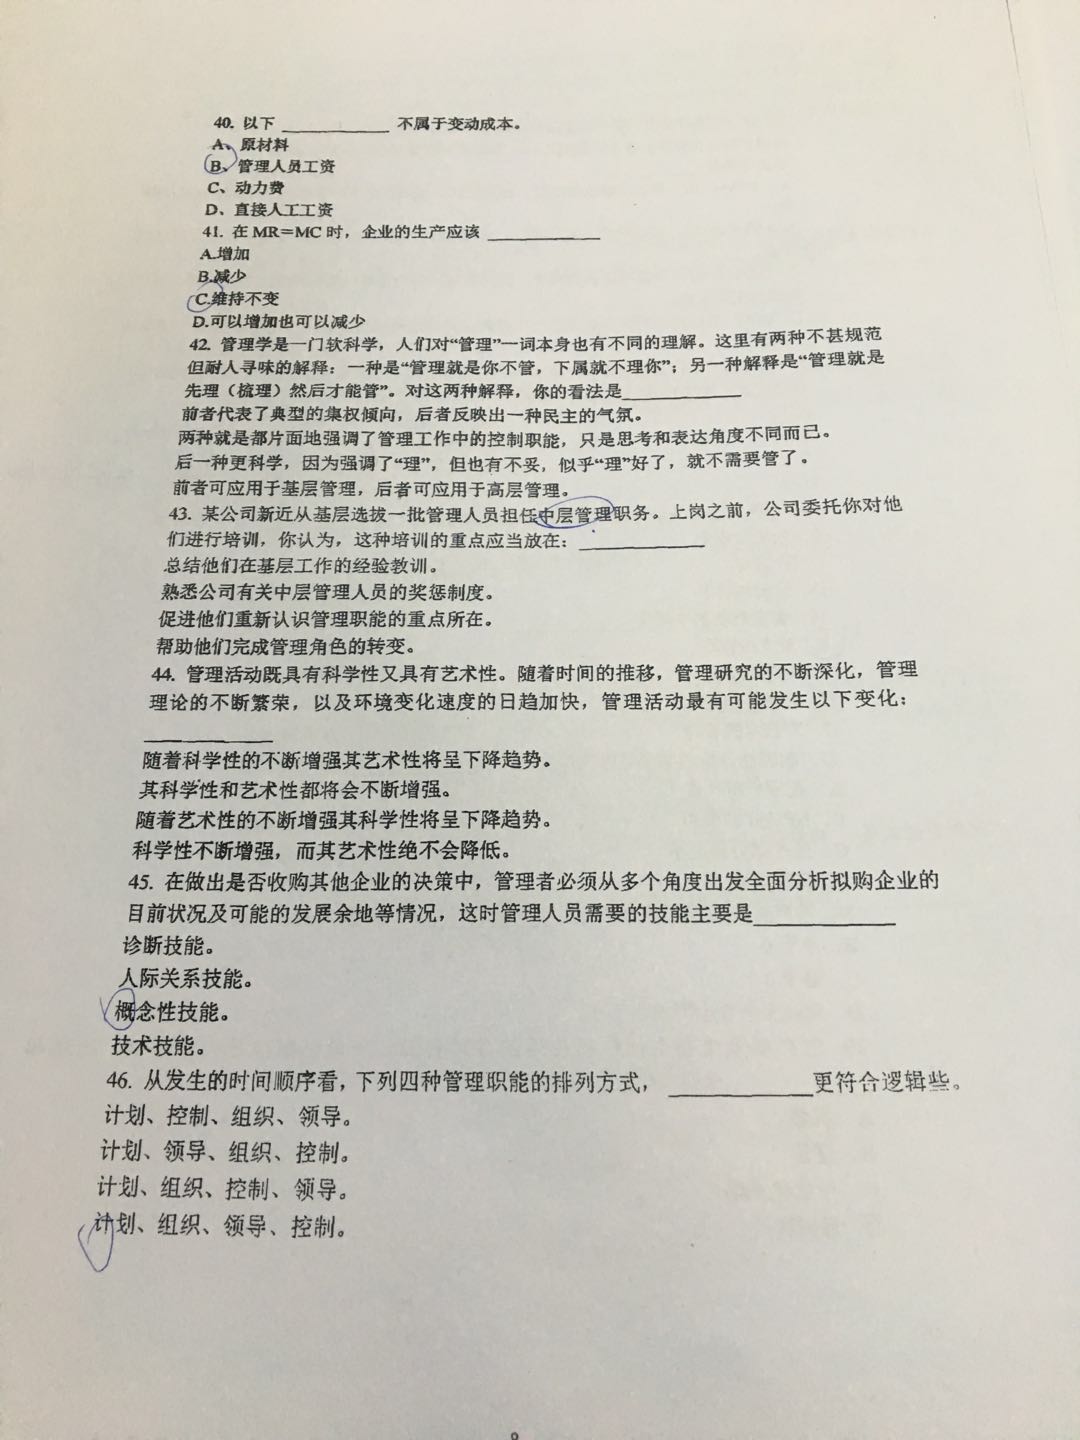 40. 以下 __________ 不属于变动成本。
A、原材料
B、管理人员工资
C、动力费
D、直接人工工资
41. 在 MR＝MC 时，企业的生产应该 __________
A.增加
B.减少
C.维持不变
D.可以增加也可以减少
42. 管理学是一门软科学，人们对“管理”一词本身也有不同的理解。这里有两种不甚规范
但耐人寻味的解释：一种是“管理就是你不管，下属就不理你”；另一种解释是“管理就是
先理（梳理）然后才能管”。对这两种解释，你的看法是__________
前者代表了典型的集权倾向，后者反映出一种民主的气氛。
两种就是都片面地强调了管理工作中的控制职能，只是思考和表达角度不同而已。
后一种更科学，因为强调了“理”，但也有不妥，似乎“理”好了，就不需要管了。
前者可应用于基层管理，后者可应用于高层管理。
43. 某公司新近从基层选拔一批管理人员担任中层管理职务。上岗之前，公司委托你对他
们进行培训，你认为，这种培训的重点应当放在：__________
总结他们在基层工作的经验教训。
熟悉公司有关中层管理人员的奖惩制度。
促进他们重新认识管理职能的重点所在。
帮助他们完成管理角色的转变。
44. 管理活动既具有科学性又具有艺术性。随着时间的推移，管理研究的不断深化，管理
理论的不断繁荣，以及环境变化速度的日趋加快，管理活动最有可能发生以下变化：
__________
随着科学性的不断增强其艺术性将呈下降趋势。
其科学性和艺术性都将会不断增强。
随着艺术性的不断增强其科学性将呈下降趋势。
科学性不断增强，而其艺术性绝不会降低。
45. 在做出是否收购其他企业的决策中，管理者必须从多个角度出发全面分析拟购企业的
目前状况及可能的发展余地等情况，这时管理人员需要的技能主要是__________
诊断技能。
人际关系技能。
概念性技能。
技术技能。
46. 从发生的时间顺序看，下列四种管理职能的排列方式， __________更符合逻辑些。
计划、控制、组织、领导。
计划、领导、组织、控制。
计划、组织、控制、领导。
计划、组织、领导、控制。